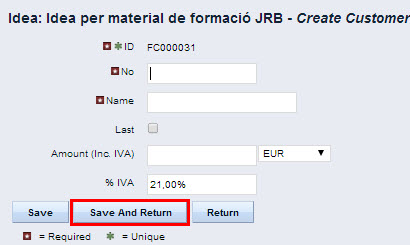 Idea: Idea per material de formació JRB - Create Customer
ID FC000031
No
Name
Last
Amount (Inc. IVA) EUR
% IVA 21,00%
Save Save And Return Return
= Required = Unique